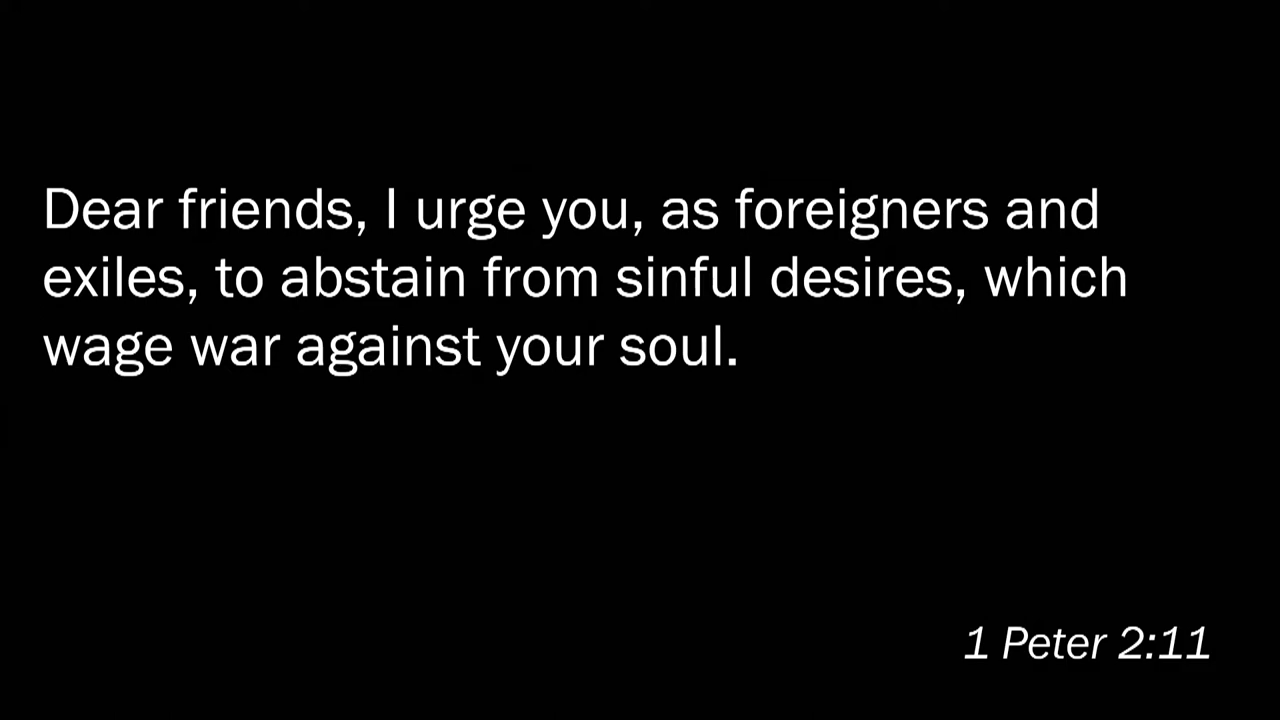 Dear friends, I urge you, as foreigners and
exiles, to abstain from sinful desires, which
wage war against your soul.
1 Peter 2:11